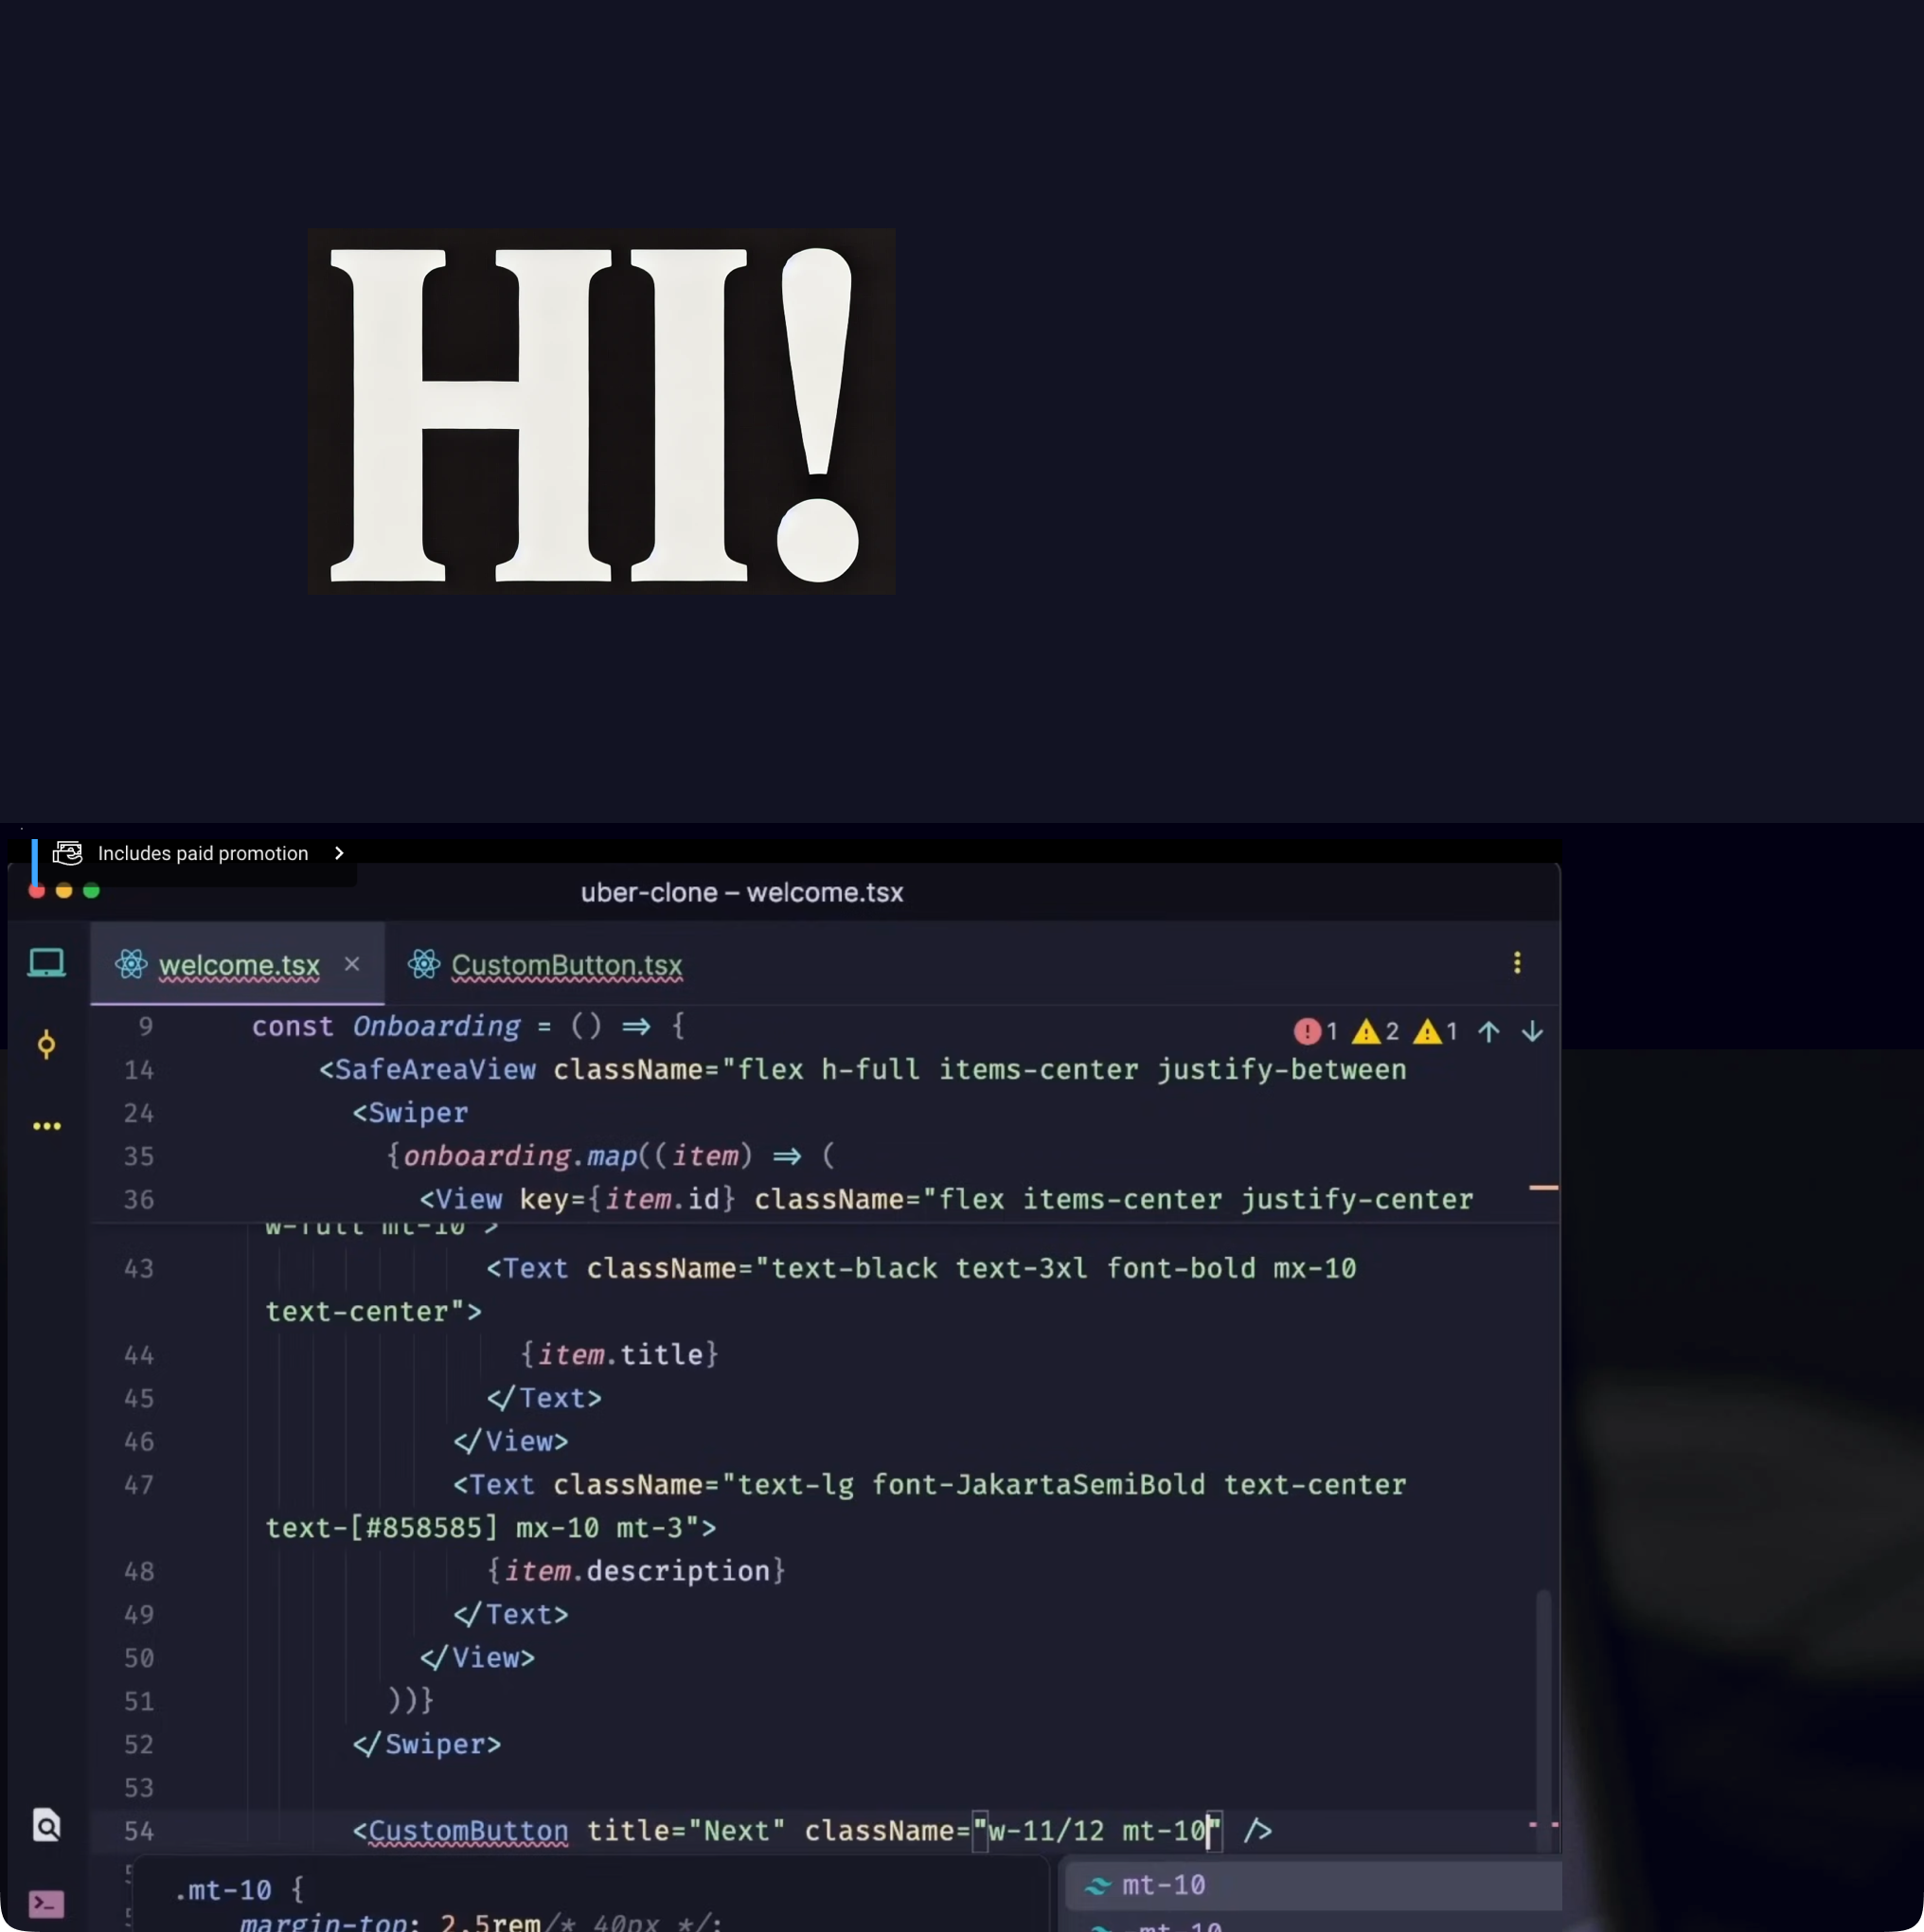 HI!
Includes paid promotion
uber-clone – welcome.tsx
welcome.tsx
CustomButton.tsx
9 const Onboarding = () => {
1 2 1
14 <SafeAreaView className="flex h-full items-center justify-between
24 <Swiper
35 {onboarding.map((item) => (
36 <View key={item.id} className="flex items-center justify-center
w-full mt-10">
43 <Text className="text-black text-3xl font-bold mx-10
text-center">
44 {item.title}
45 </Text>
46 </View>
47 <Text className="text-lg font-JakartaSemiBold text-center
text-[#858585] mx-10 mt-3">
48 {item.description}
49 </Text>
50 </View>
51 ))}
52 </Swiper>
53
54 <CustomButton title="Next" className="w-11/12 mt-10" />
.mt-10 {
margin-top: 2.5rem/* 40px */;
mt-10
-mt-10